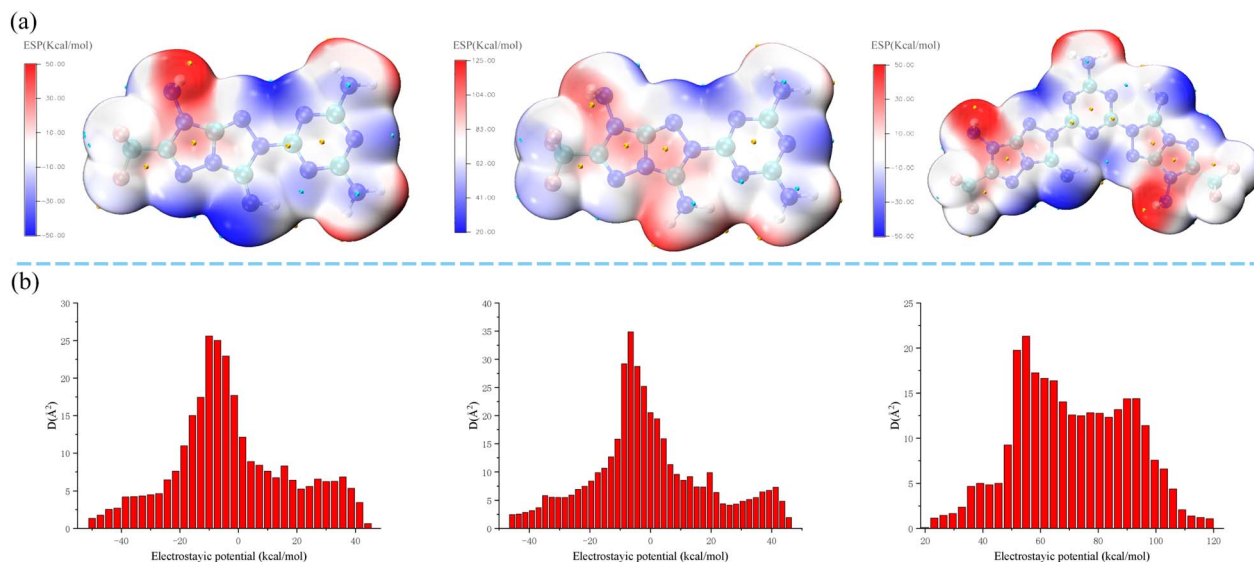 (a)
ESP(Kcal/mol)
50.00
30.00
10.00
-10.00
-30.00
-50.00
ESP(Kcal/mol)
125.00
104.00
83.00
62.00
41.00
20.00
ESP(Kcal/mol)
50.00
30.00
10.00
-10.00
-30.00
-50.00
(b)
30
25
20
15
10
5
0
D(Å²)
-40 -20 0 20 40
Electrostayic potential (kcal/mol)
40
35
30
25
20
15
10
5
0
D(Å²)
-40 -20 0 20 40
Electrostayic potential (kcal/mol)
25
20
15
10
5
0
D(Å²)
20 40 60 80 100 120
Electrostayic potential (kcal/mol)